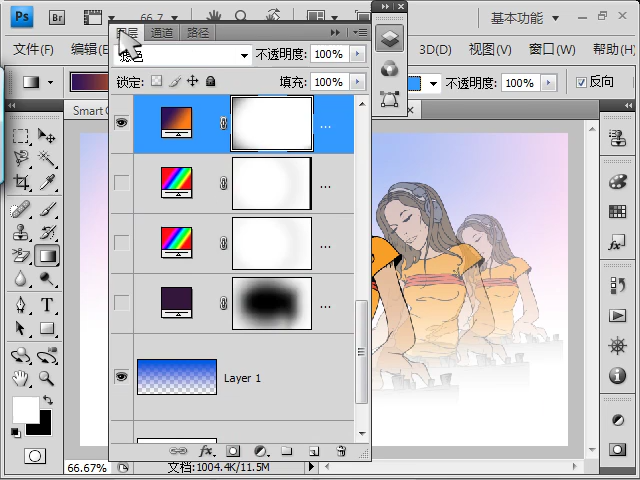 Ps Br 66.7 基本功能
文件(F) 编辑(E 3D(D) 视图(V) 窗口(W) 帮助(H)
不透明度: 100% 反向
图层 通道 路径
不透明度: 100%
锁定: 填充: 100%
Smart
...
...
...
...
Layer 1
fx
T
66.67% 文档:1004.4K/11.5M